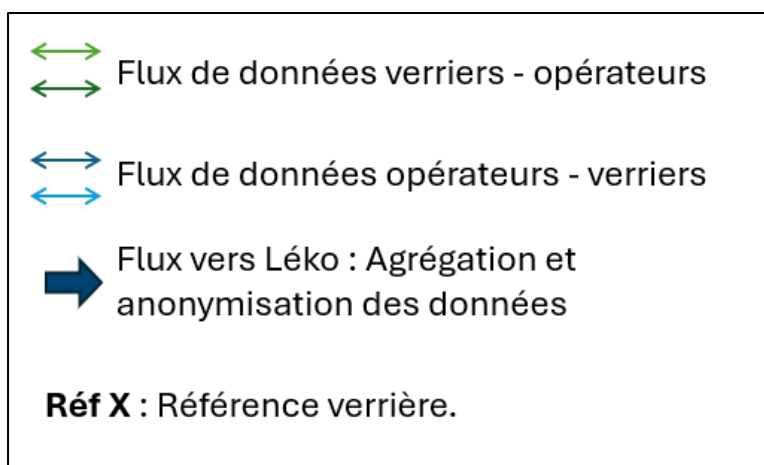 Flux de données verriers - opérateurs
Flux de données opérateurs - verriers
Flux vers Léko : Agrégation et
anonymisation des données
Réf X : Référence verrière.